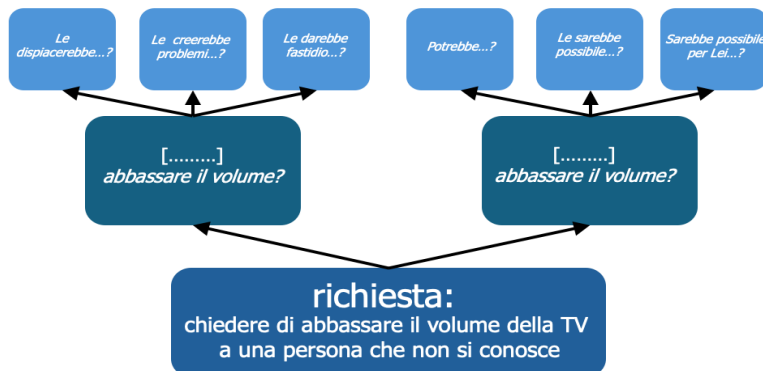 Le
dispiacerebbe...?
Le creerebbe
problemi...?
Le darebbe
fastidio...?
Potrebbe...?
Le sarebbe
possibile...?
Sarebbe possibile
per Lei...?
[.........]
abbassare il volume?
[.........]
abbassare il volume?
richiesta:
chiedere di abbassare il volume della TV
a una persona che non si conosce